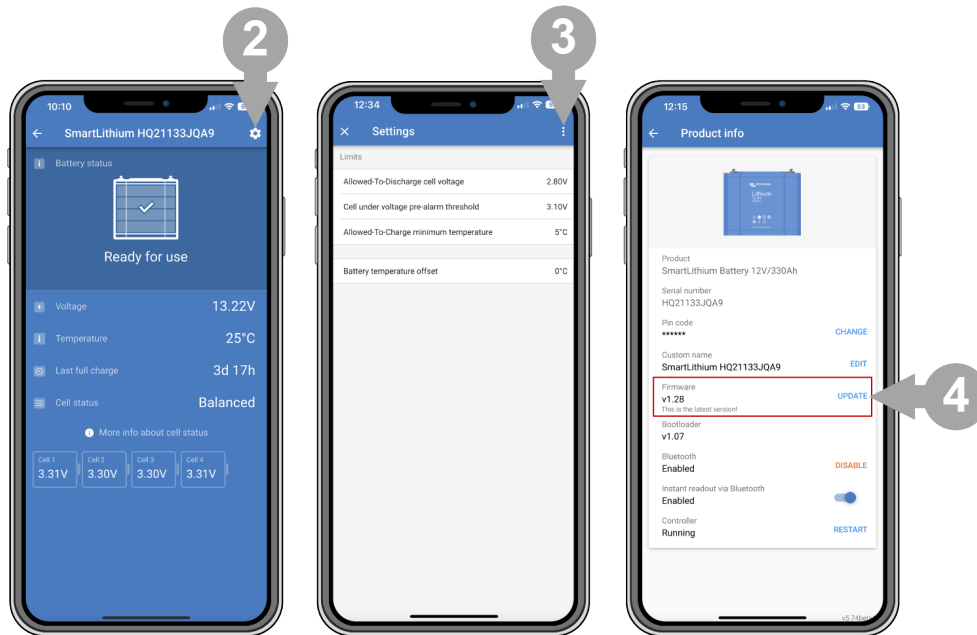 2
3
4
10:10
SmartLithium HQ21133JQA9
Battery status
Ready for use
Voltage 13.22V
Temperature 25°C
Last full charge 3d 17h
Cell status Balanced
More info about cell status
Cell 1 Cell 2 Cell 3 Cell 4
3.31V 3.30V 3.30V 3.31V
12:34
Settings
Limits
Allowed-To-Discharge cell voltage 2.80V
Cell under voltage pre-alarm threshold 3.10V
Allowed-To-Charge minimum temperature 5°C
Battery temperature offset 0°C
12:15 53
Product info
Lithium
Product
SmartLithium Battery 12V/330Ah
Serial number
HQ21133JQA9
Pin code
****** CHANGE
Custom name
SmartLithium HQ21133JQA9 EDIT
Firmware
v1.28 UPDATE
This is the latest version!
Bootloader
v1.07
Bluetooth
Enabled DISABLE
Instant readout via Bluetooth
Enabled
Controller
Running RESTART